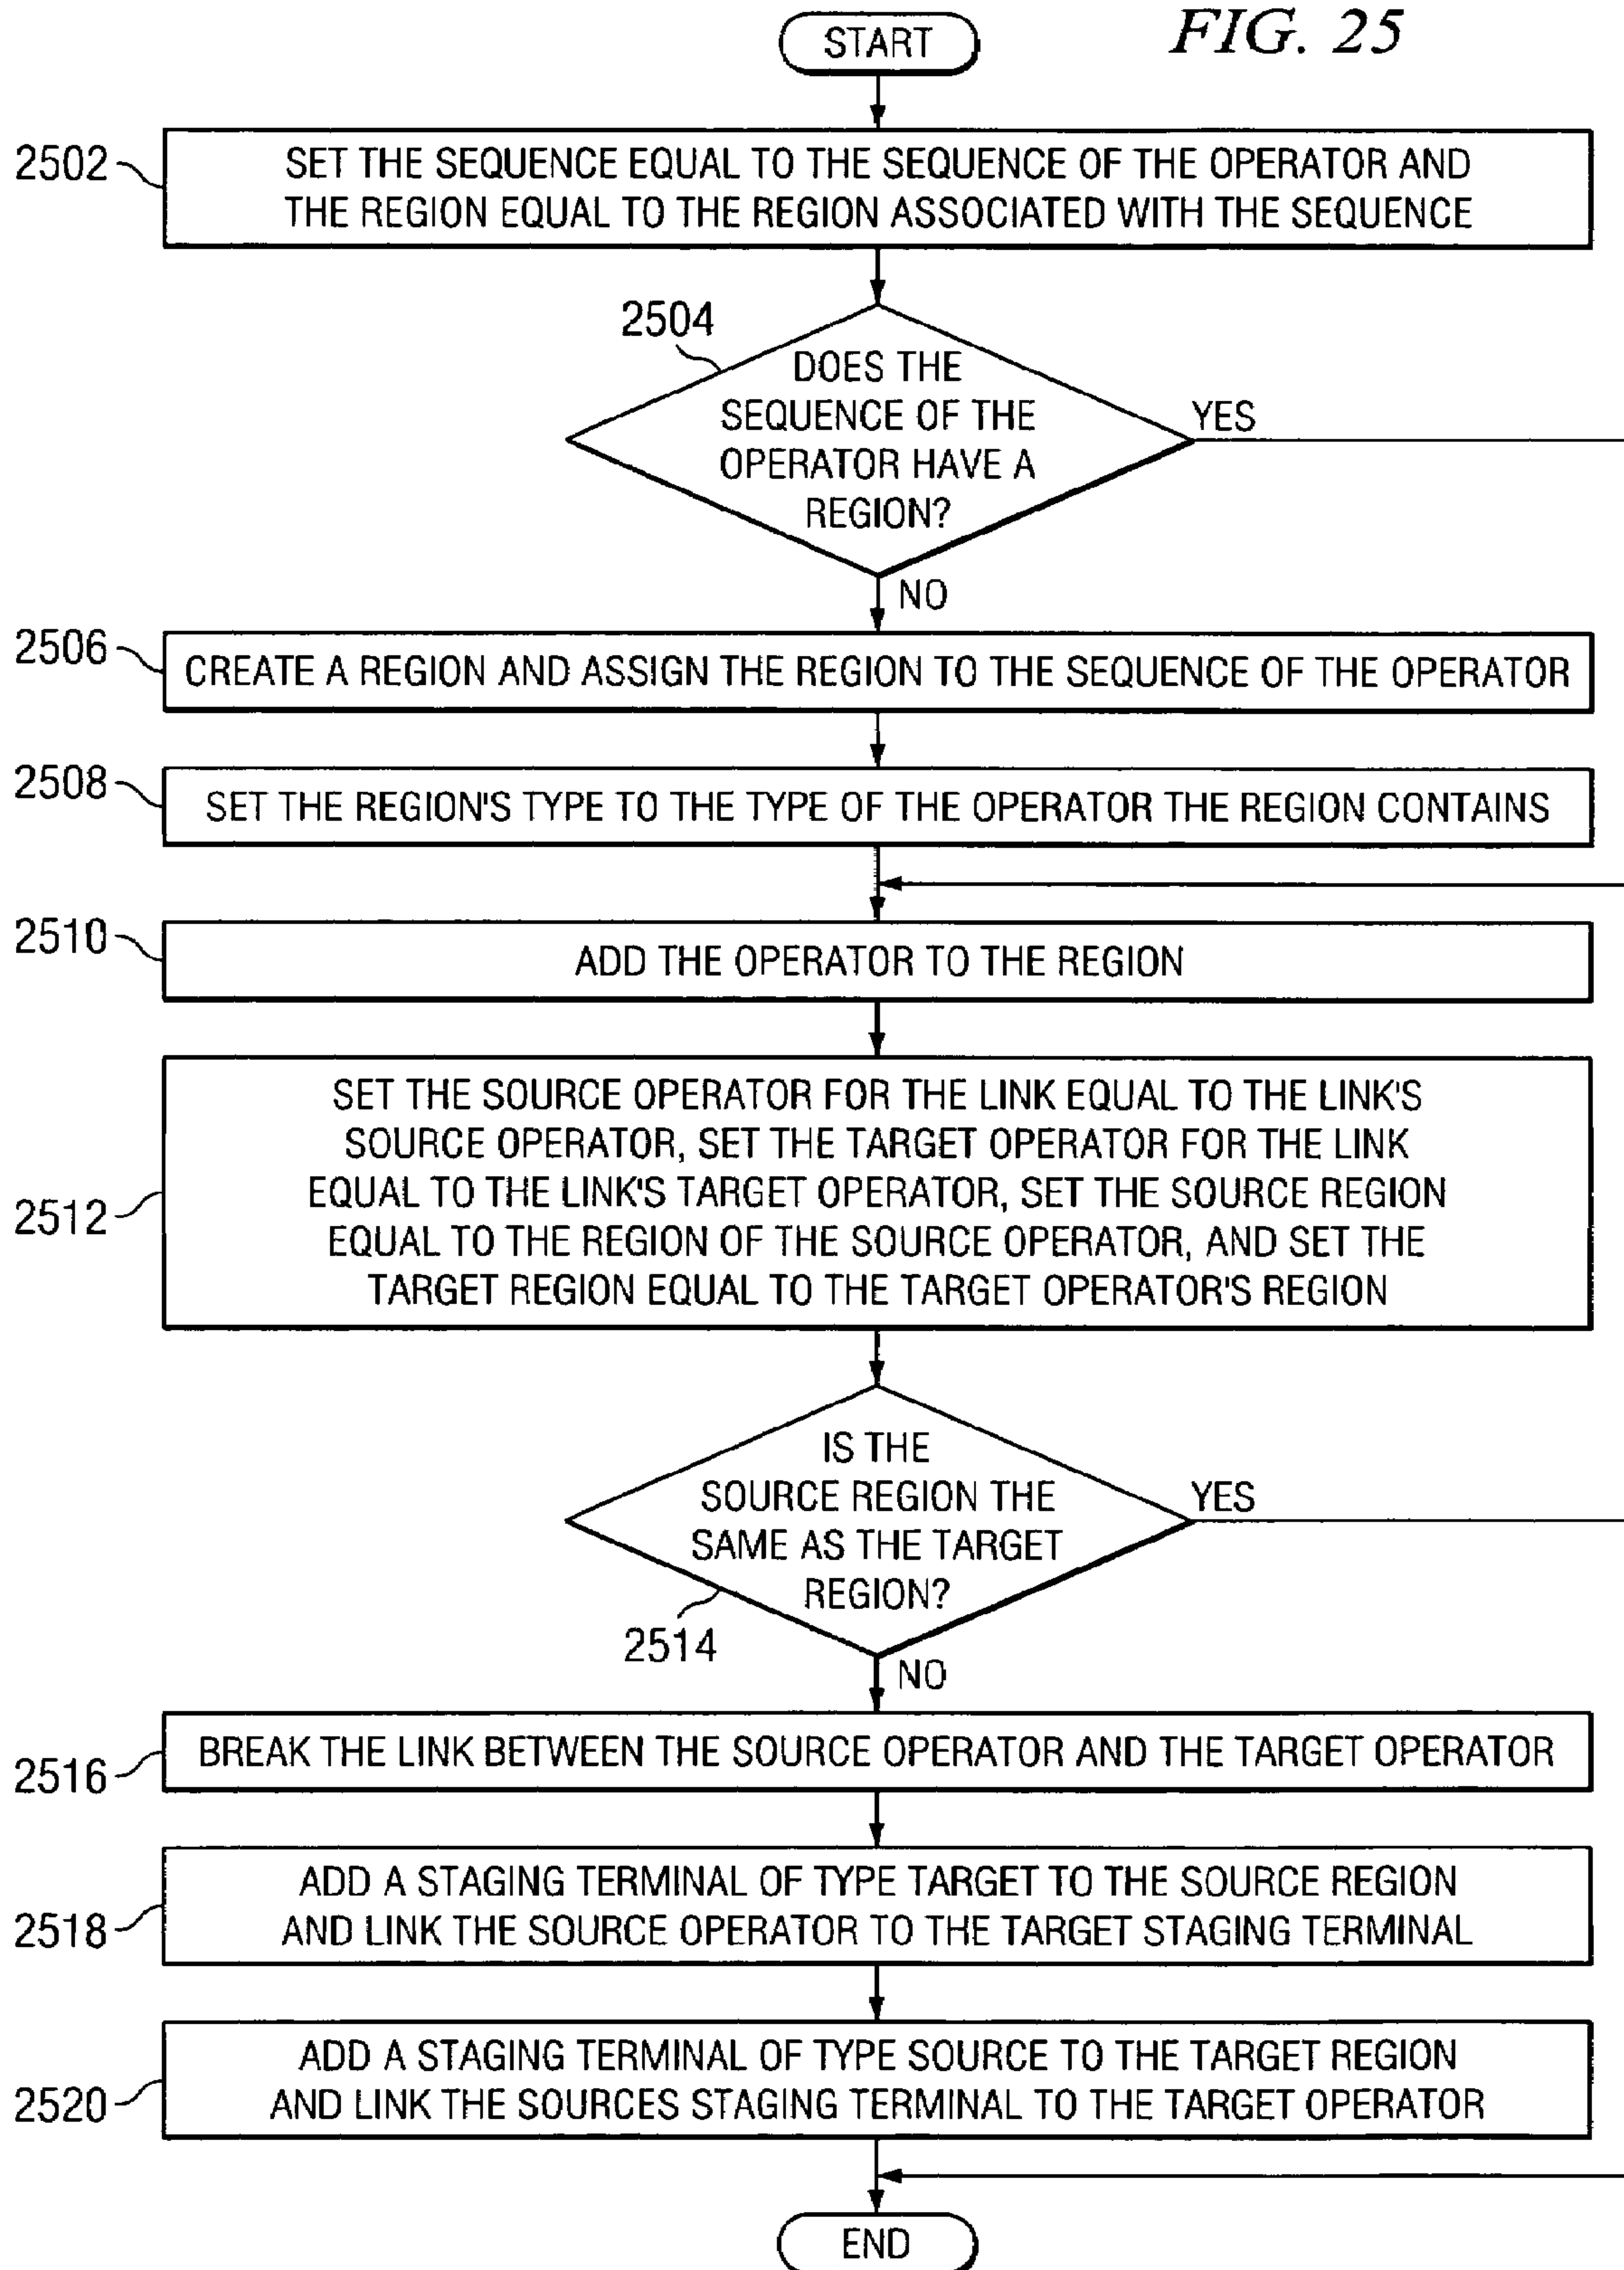 FIG. 25
START
2502
SET THE SEQUENCE EQUAL TO THE SEQUENCE OF THE OPERATOR AND
THE REGION EQUAL TO THE REGION ASSOCIATED WITH THE SEQUENCE
2504
DOES THE
SEQUENCE OF THE
OPERATOR HAVE A
REGION?
YES
NO
2506
CREATE A REGION AND ASSIGN THE REGION TO THE SEQUENCE OF THE OPERATOR
2508
SET THE REGION'S TYPE TO THE TYPE OF THE OPERATOR THE REGION CONTAINS
2510
ADD THE OPERATOR TO THE REGION
2512
SET THE SOURCE OPERATOR FOR THE LINK EQUAL TO THE LINK'S
SOURCE OPERATOR, SET THE TARGET OPERATOR FOR THE LINK
EQUAL TO THE LINK'S TARGET OPERATOR, SET THE SOURCE REGION
EQUAL TO THE REGION OF THE SOURCE OPERATOR, AND SET THE
TARGET REGION EQUAL TO THE TARGET OPERATOR'S REGION
IS THE
SOURCE REGION THE
SAME AS THE TARGET
REGION?
YES
2514
NO
2516
BREAK THE LINK BETWEEN THE SOURCE OPERATOR AND THE TARGET OPERATOR
2518
ADD A STAGING TERMINAL OF TYPE TARGET TO THE SOURCE REGION
AND LINK THE SOURCE OPERATOR TO THE TARGET STAGING TERMINAL
2520
ADD A STAGING TERMINAL OF TYPE SOURCE TO THE TARGET REGION
AND LINK THE SOURCES STAGING TERMINAL TO THE TARGET OPERATOR
END